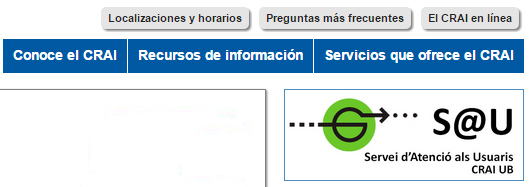 Localizaciones y horarios Preguntas más frecuentes El CRAI en línea
Conoce el CRAI Recursos de información Servicios que ofrece el CRAI
S@U
Servei d'Atenció als Usuaris
CRAI UB